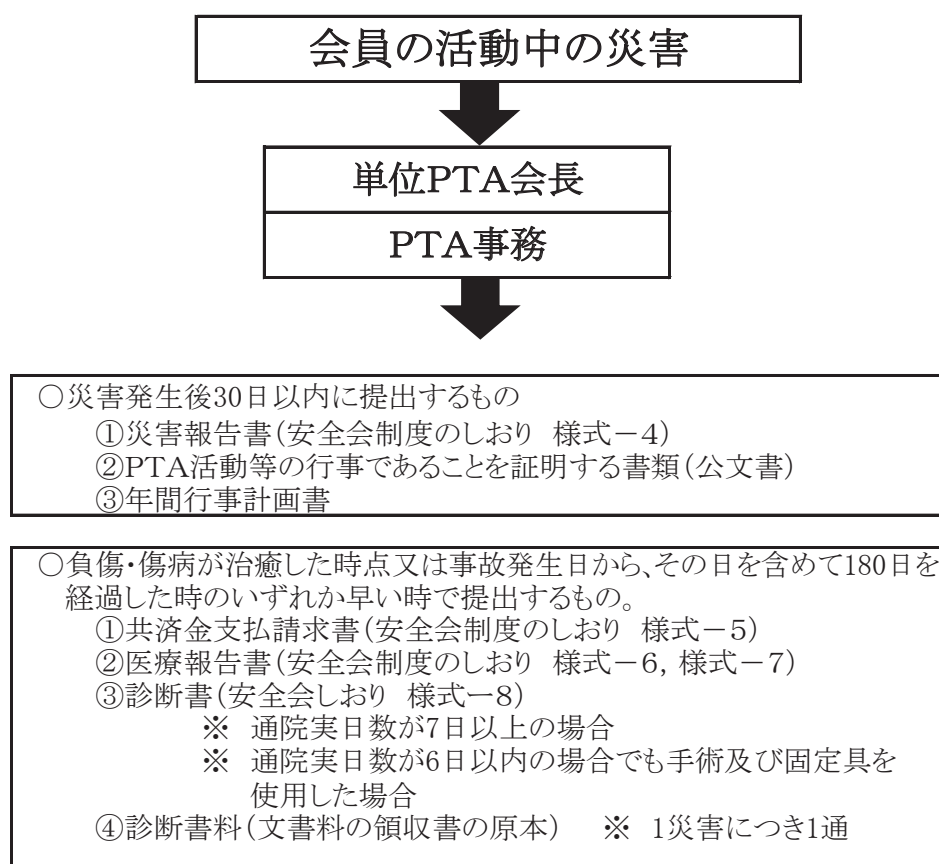 会員の活動中の災害
単位PTA会長
PTA事務
○災害発生後30日以内に提出するもの
①災害報告書(安全会制度のしおり 様式－4)
②PTA活動等の行事であることを証明する書類(公文書)
③年間行事計画書
○負傷・傷病が治癒した時点又は事故発生日から、その日を含めて180日を
経過した時のいずれか早い時で提出するもの。
①共済金支払請求書(安全会制度のしおり 様式－5)
②医療報告書(安全会制度のしおり 様式－6, 様式－7)
③診断書(安全会しおり 様式ー8)
※ 通院実日数が7日以上の場合
※ 通院実日数が6日以内の場合でも手術及び固定具を
使用した場合
④診断書料(文書料の領収書の原本) ※ 1災害につき1通